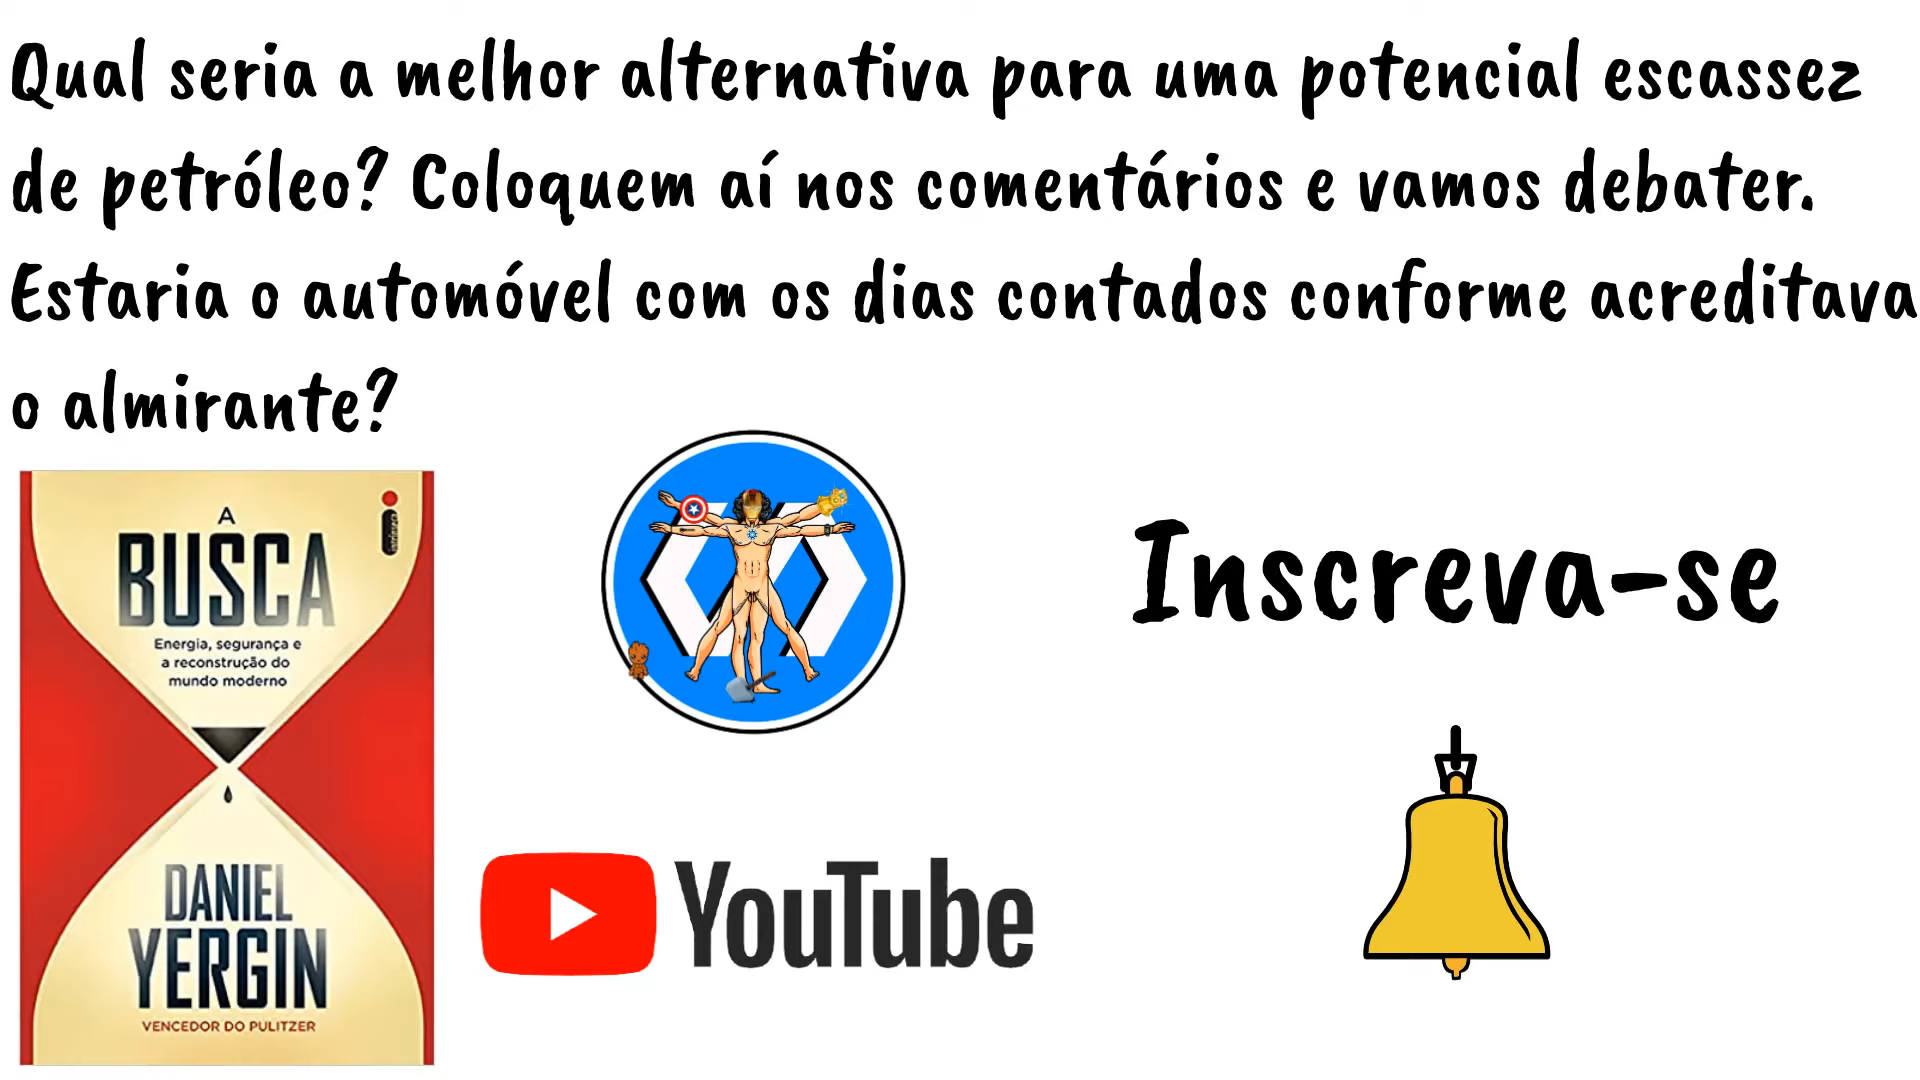 Qual seria a melhor alternativa para uma potencial escassez
de petróleo? Coloquem aí nos comentários e vamos debater.
Estaria o automóvel com os dias contados conforme acreditava
o almirante?
A
BUSCA
Energia, segurança e
a reconstrução do
mundo moderno
DANIEL
YERGIN
VENCEDOR DO PULITZER
YouTube
Inscreva-se